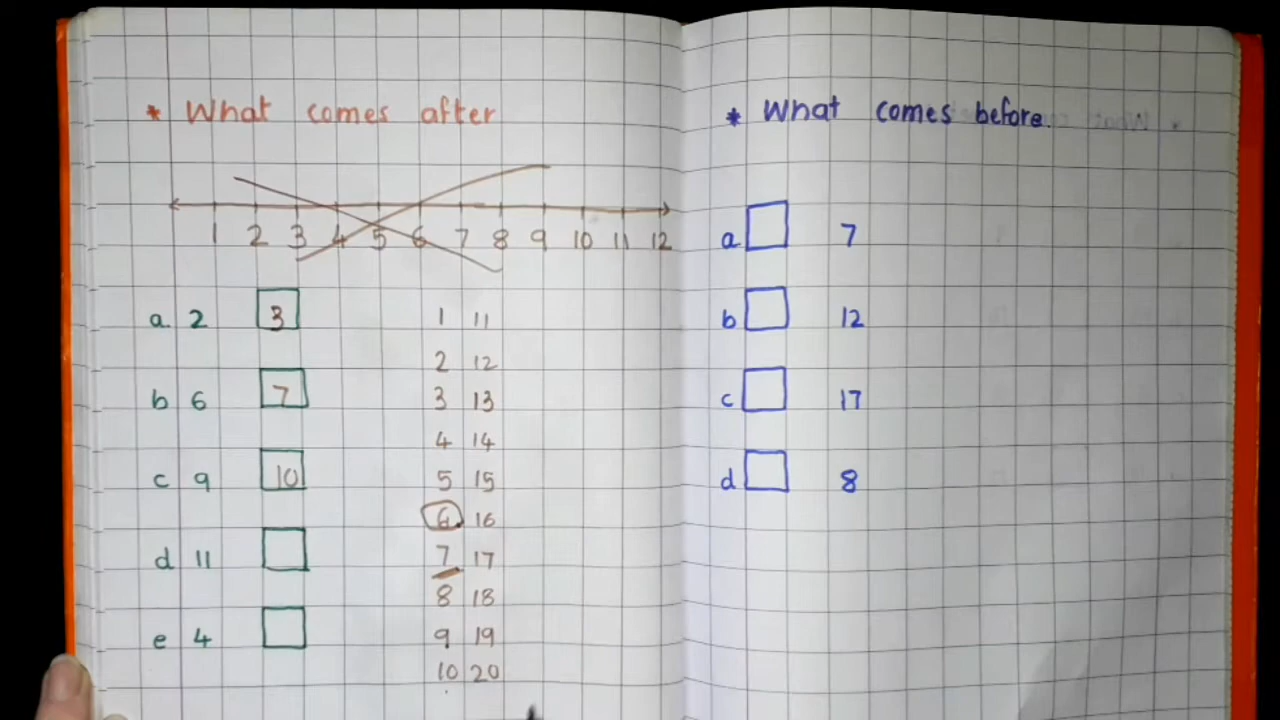 * What comes after
1 2 3 4 5 6 7 8 9 10 11 12
a 2 3
b 6 7
c 9 10
d 11
e 4
1 11
2 12
3 13
4 14
5 15
6 16
7 17
8 18
9 19
10 20
* What comes before.
a 7
b 12
c 17
d 8